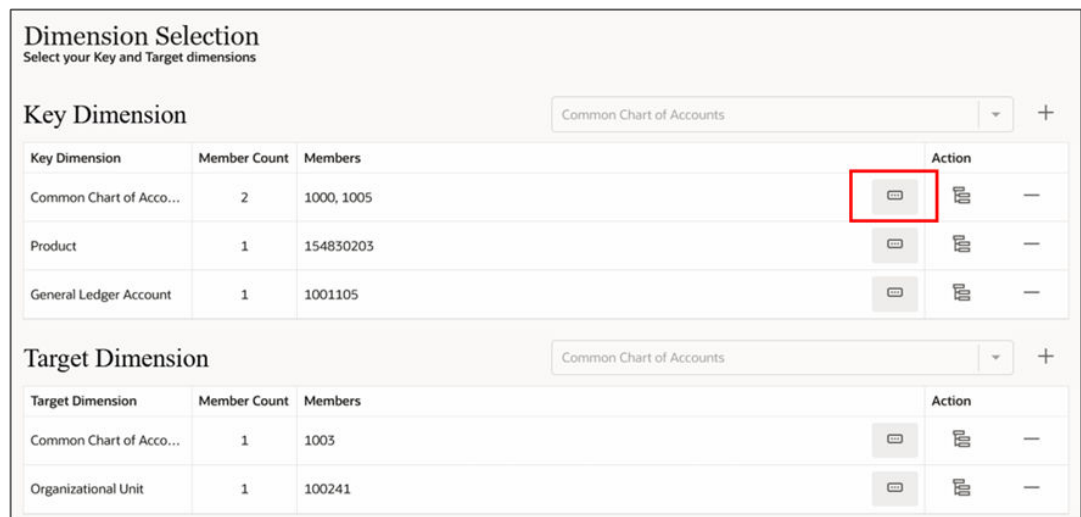 Dimension Selection
Select your Key and Target dimensions
Key Dimension
Common Chart of Accounts
Key Dimension Member Count Members Action
Common Chart of Acco... 2 1000, 1005
Product 1 154830203
General Ledger Account 1 1001105
Target Dimension
Common Chart of Accounts
Target Dimension Member Count Members Action
Common Chart of Acco... 1 1003
Organizational Unit 1 100241